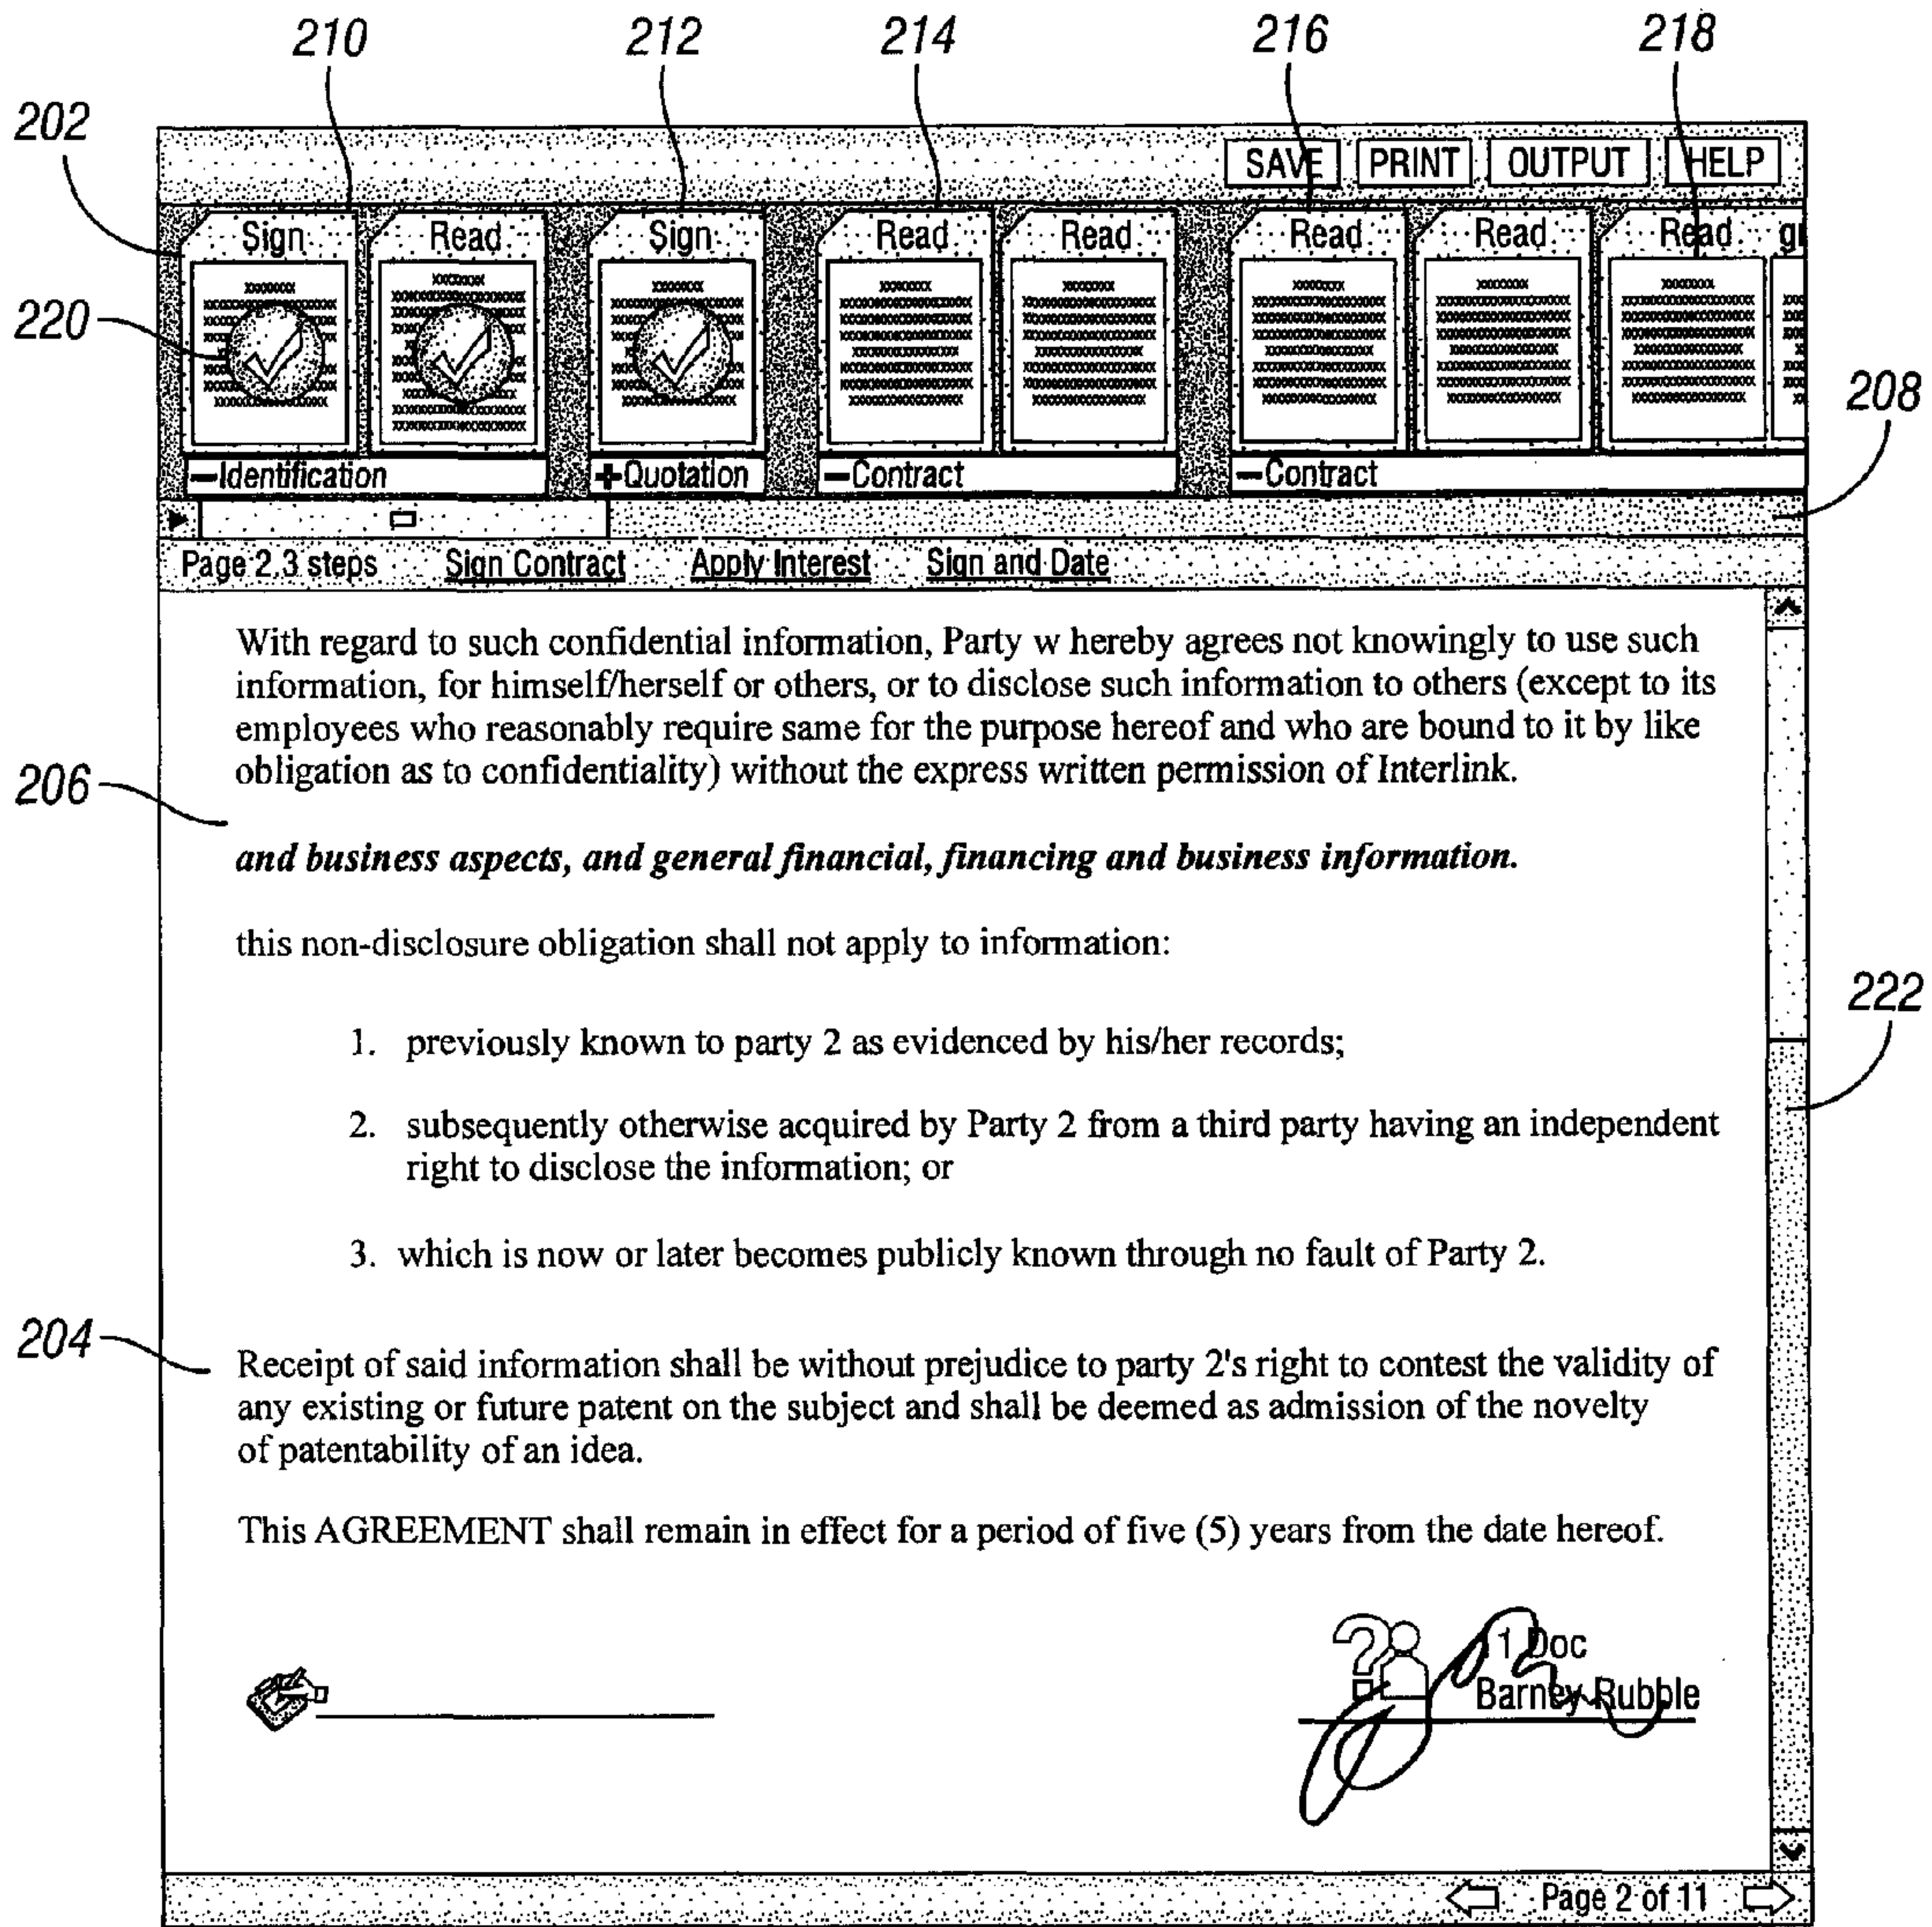 210 212 214 216 218
202
SAVE PRINT OUTPUT HELP
Sign Read Sign Read Read Read Read Read
220
208
−Identification +Quotation −Contract −Contract
Page 2,3 steps Sign Contract Apply Interest Sign and Date
With regard to such confidential information, Party w hereby agrees not knowingly to use such
information, for himself/herself or others, or to disclose such information to others (except to its
employees who reasonably require same for the purpose hereof and who are bound to it by like
obligation as to confidentiality) without the express written permission of Interlink.
206
and business aspects, and general financial, financing and business information.
this non-disclosure obligation shall not apply to information:
222
1. previously known to party 2 as evidenced by his/her records;
2. subsequently otherwise acquired by Party 2 from a third party having an independent
right to disclose the information; or
3. which is now or later becomes publicly known through no fault of Party 2.
204
Receipt of said information shall be without prejudice to party 2's right to contest the validity of
any existing or future patent on the subject and shall be deemed as admission of the novelty
of patentability of an idea.
This AGREEMENT shall remain in effect for a period of five (5) years from the date hereof.
1 Doc
Barney Rubble
Page 2 of 11